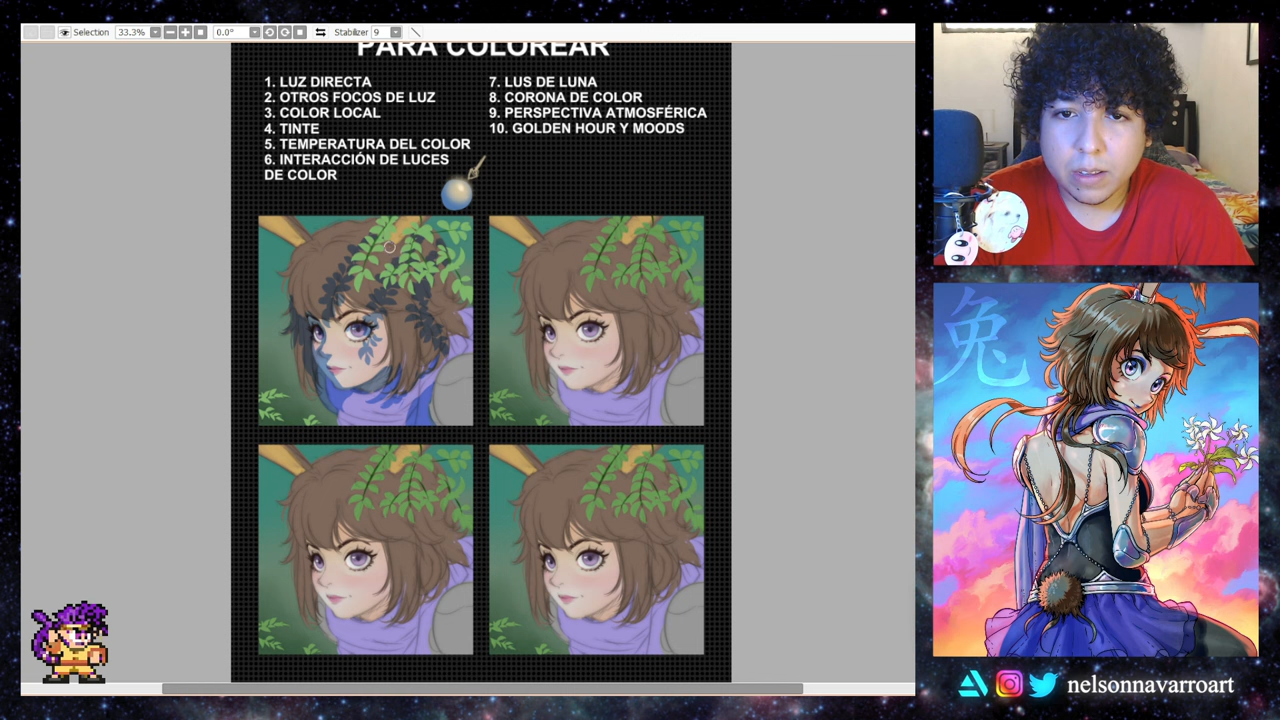 Selection 33.3% 0.0° Stabilizer 9
PARA COLOREAR
1. LUZ DIRECTA
2. OTROS FOCOS DE LUZ
3. COLOR LOCAL
4. TINTE
5. TEMPERATURA DEL COLOR
6. INTERACCIÓN DE LUCES
DE COLOR
7. LUS DE LUNA
8. CORONA DE COLOR
9. PERSPECTIVA ATMOSFÉRICA
10. GOLDEN HOUR Y MOODS
兔
nelsonnavarroart